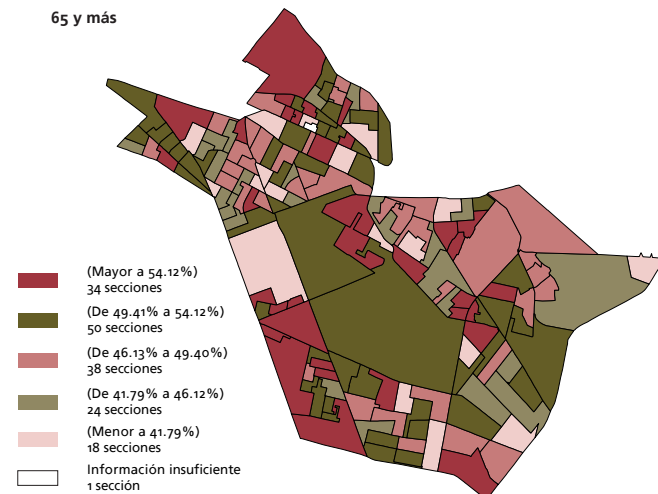 65 y más
(Mayor a 54.12%)
34 secciones
(De 49.41% a 54.12%)
50 secciones
(De 46.13% a 49.40%)
38 secciones
(De 41.79% a 46.12%)
24 secciones
(Menor a 41.79%)
18 secciones
Información insuficiente
1 sección